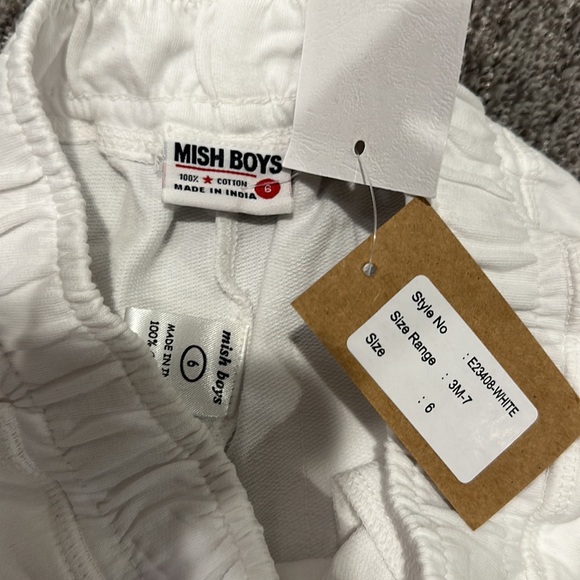 MISH BOYS
100% ★ COTTON
MADE IN INDIA
6
mish boys
6
MADE IN
100%
Style No : E23408-WHITE
Size Range : 3M-7
Size : 6